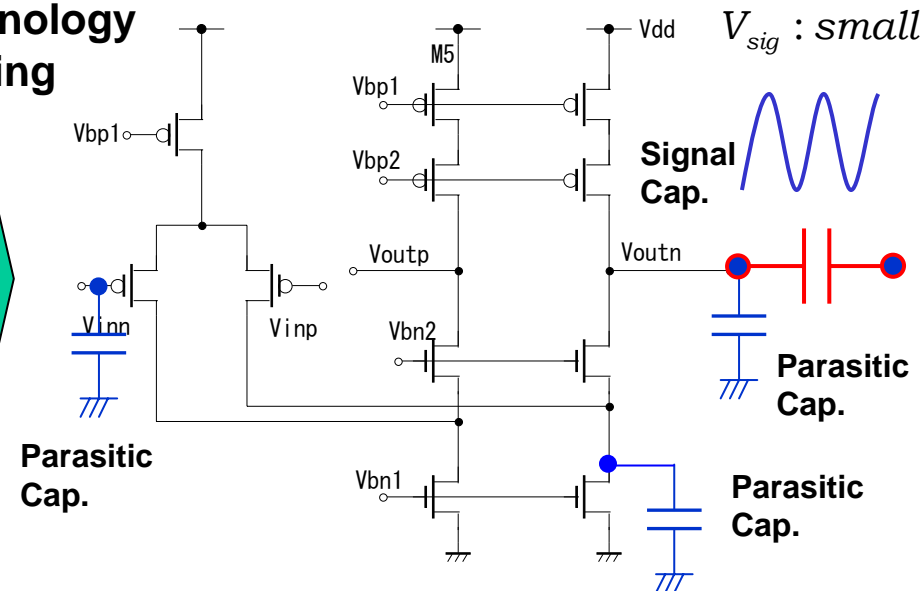 nology
ing
Vdd
V_sig : small
M5
Vbp1
Vbp1
Vbp2
Signal
Cap.
Voutp
Voutn
Vinn
Vinp
Vbn2
Parasitic
Cap.
Parasitic
Cap.
Vbn1
Parasitic
Cap.